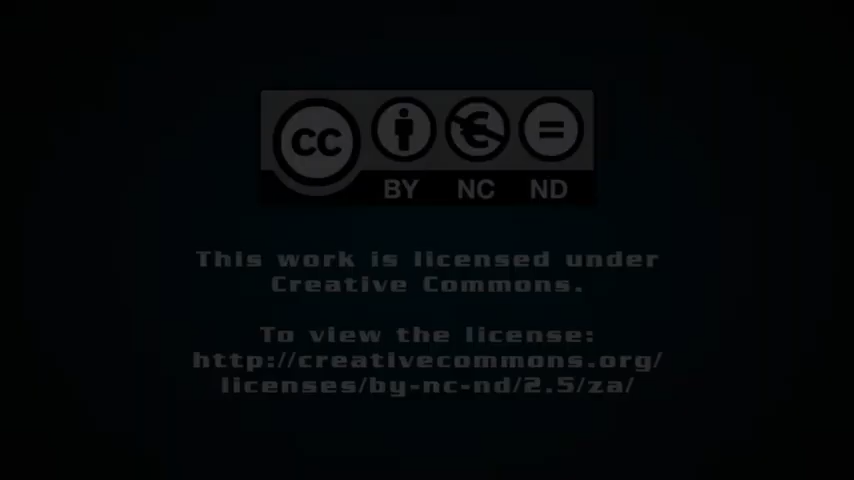 cc
BY NC ND
This work is licensed under
Creative Commons.
To view the license:
http://creativecommons.org/
licenses/by-nc-nd/2.5/za/